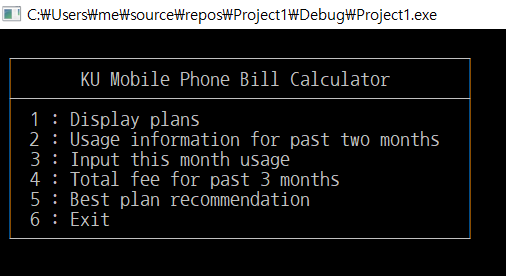 C:₩Users₩me₩source₩repos₩Project1₩Debug₩Project1.exe
KU Mobile Phone Bill Calculator
1 : Display plans
2 : Usage information for past two months
3 : Input this month usage
4 : Total fee for past 3 months
5 : Best plan recommendation
6 : Exit